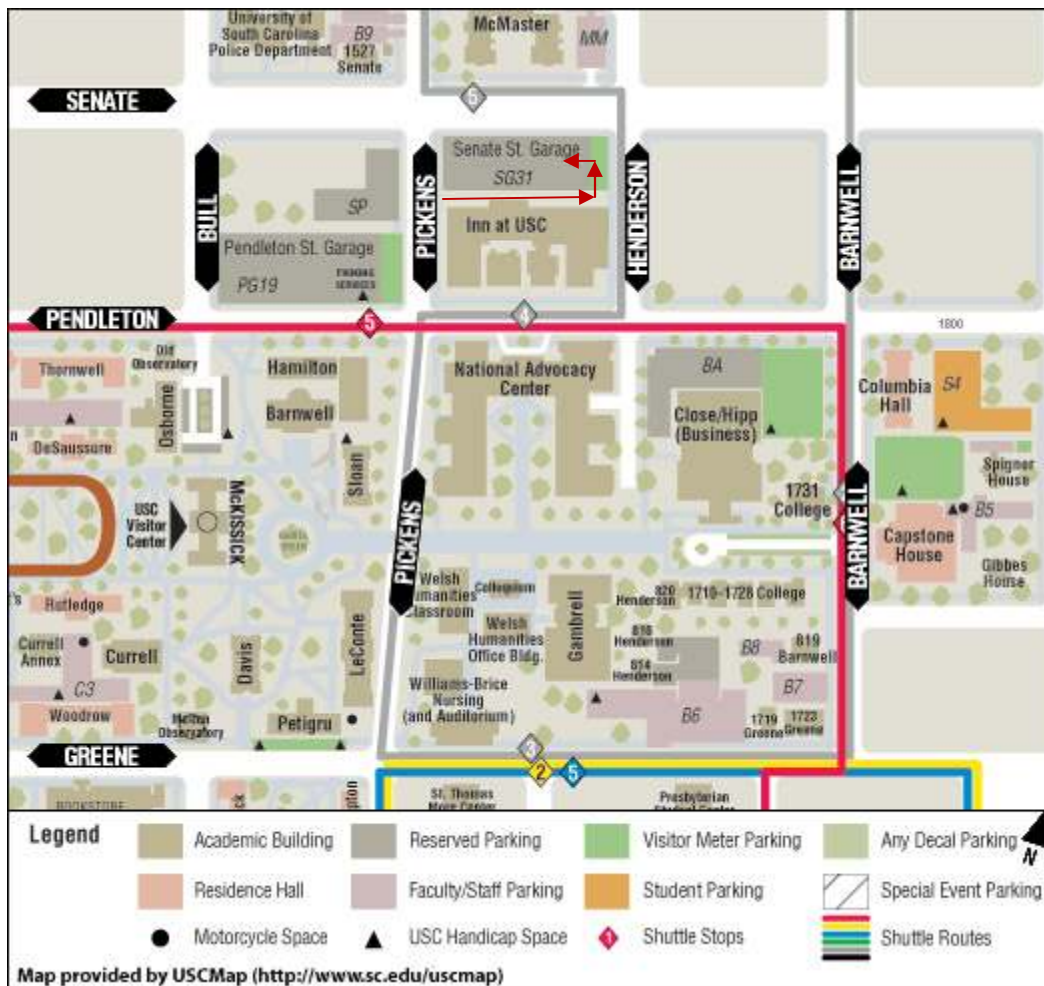 University of
South Carolina
Police Department
B9
1527
Senate
McMaster
MM
SENATE
5
BULL
PICKENS
HENDERSON
BARNWELL
Senate St. Garage
SG31
SP
Inn at USC
Pendleton St. Garage
PG19
PARKING
SERVICES
PENDLETON
5
4
1800
Thornwell
Old
Observatory
Hamilton
National Advocacy
Center
BA
Columbia
Hall
S4
Osborne
Barnwell
Close/Hipp
(Business)
DeSaussure
Sloan
Spigner
House
1731
College
USC
Visitor
Center
McKISSICK
PICKENS
BARNWELL
B5
Capstone
House
Gibbes
House
Welsh
Humanities
Classroom
Colloquium
820
Henderson
1710-1728 College
Rutledge
Welsh
Humanities
Office Bldg.
Gambrell
816
Henderson
Currell
Annex
Currell
Davis
LeConte
814
Henderson
B8
819
Barnwell
C3
Williams-Brice
Nursing
(and Auditorium)
B7
Woodrow
Melton
Observatory
Petigru
B6
1719
Greene
1723
Greene
GREENE
3
2
5
BOOKSTORE
St. Thomas
More Center
Presbyterian
Student Center
Legend
Academic Building
Reserved Parking
Visitor Meter Parking
Any Decal Parking
N
Residence Hall
Faculty/Staff Parking
Student Parking
Special Event Parking
Motorcycle Space
USC Handicap Space
1
Shuttle Stops
Shuttle Routes
Map provided by USCMap (http://www.sc.edu/uscmap)